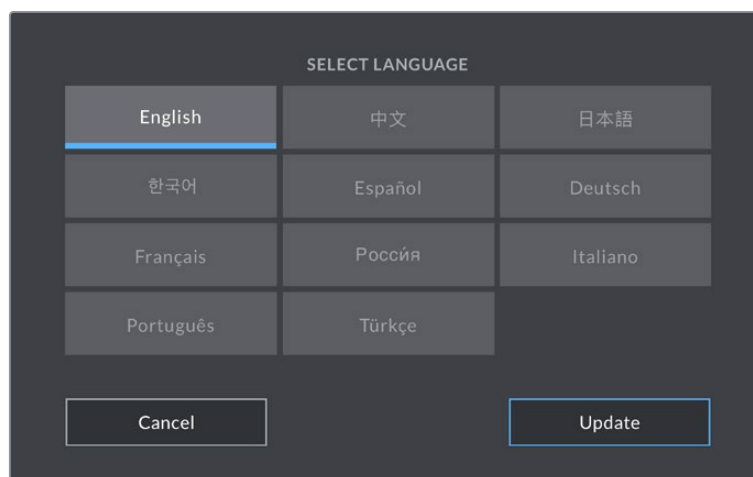 SELECT LANGUAGE
English
中文
日本語
한국어
Español
Deutsch
Français
Росси́я
Italiano
Português
Türkçe
Cancel
Update